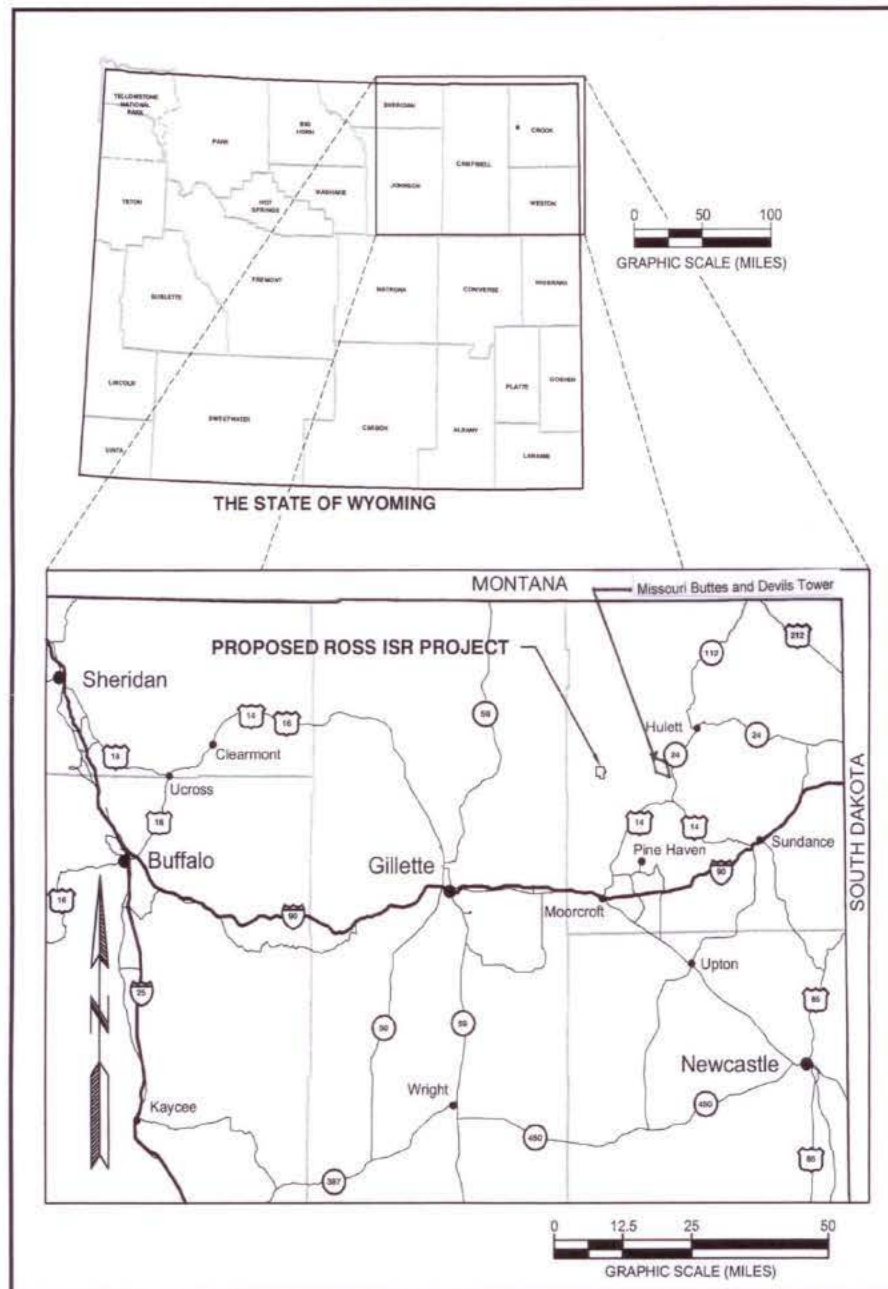 YELLOWSTONE
NATIONAL
PARK
SHERIDAN
BIG
HORN
CROOK
PARK
CAMPBELL
JOHNSON
WASHAKIE
TETON
HOT
SPRINGS
WESTON
0 50 100
GRAPHIC SCALE (MILES)
FREMONT
NATRONA
CONVERSE
NIOBRARA
SUBLETTE
LINCOLN
PLATTE
GOSHEN
SWEETWATER
CARBON
ALBANY
UINTA
LARAMIE
THE STATE OF WYOMING
MONTANA
Missouri Buttes and Devils Tower
PROPOSED ROSS ISR PROJECT
212
112
Sheridan
14
16
59
Hulett
24
24
Clearmont
14
Ucross
16
14
14
Sundance
Pine Haven
Buffalo
Gillette
90
16
90
Moorcroft
SOUTH DAKOTA
Upton
25
N
50
59
85
Newcastle
Wright
450
Kaycee
450
387
85
0 12.5 25 50
GRAPHIC SCALE (MILES)